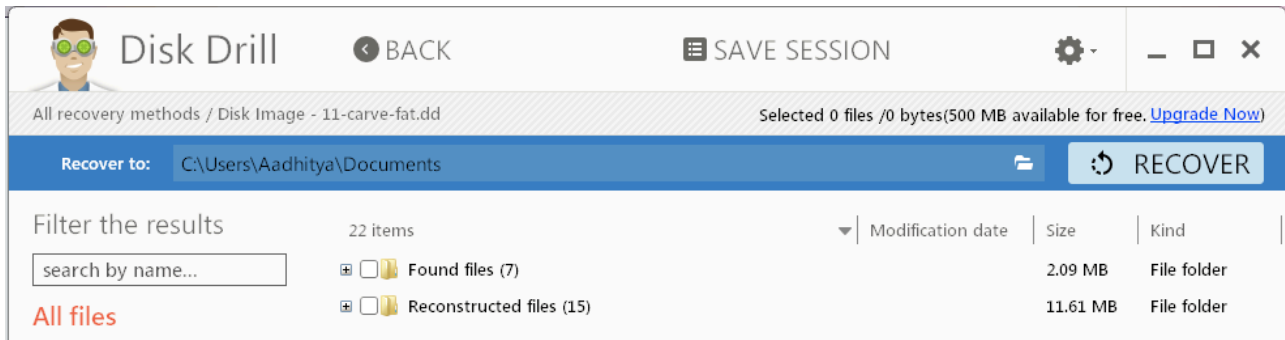 Disk Drill BACK SAVE SESSION
All recovery methods / Disk Image - 11-carve-fat.dd Selected 0 files /0 bytes(500 MB available for free. Upgrade Now)
Recover to: C:\Users\Aadhitya\Documents RECOVER
Filter the results 22 items Modification date Size Kind
search by name... Found files (7) 2.09 MB File folder
All files Reconstructed files (15) 11.61 MB File folder